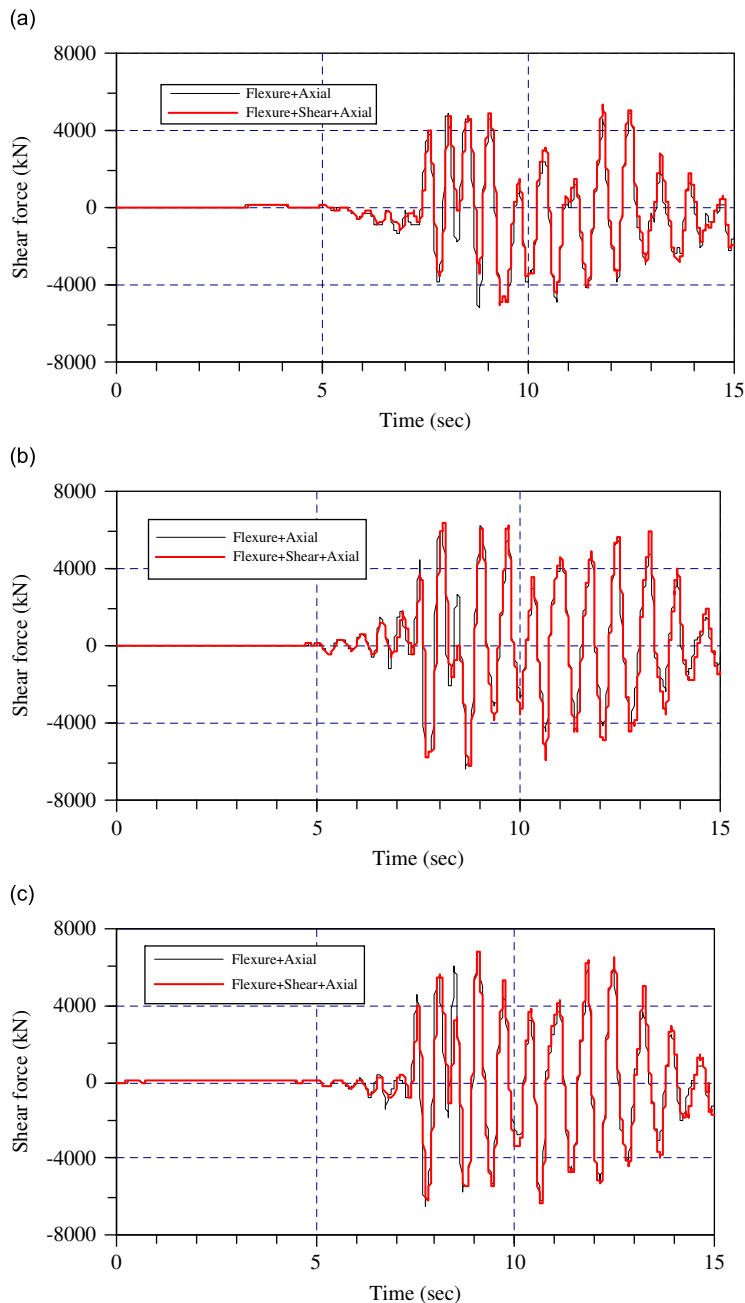 (a)
8000
4000
0
-4000
-8000
Shear force (kN)
Flexure+Axial
Flexure+Shear+Axial
0 5 10 15
Time (sec)
(b)
8000
4000
0
-4000
-8000
Shear force (kN)
Flexure+Axial
Flexure+Shear+Axial
0 5 10 15
Time (sec)
(c)
8000
4000
0
-4000
-8000
Shear force (kN)
Flexure+Axial
Flexure+Shear+Axial
0 5 10 15
Time (sec)